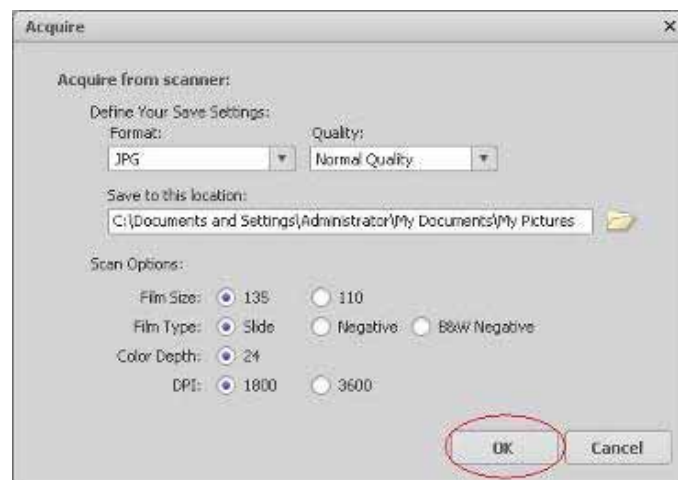 Acquire
Acquire from scanner:
Define Your Save Settings:
Format: Quality:
JPG Normal Quality
Save to this location:
C:\Documents and Settings\Administrator\My Documents\My Pictures
Scan Options:
Film Size: 135 110
Film Type: Slide Negative B&W Negative
Color Depth: 24
DPI: 1800 3600
OK Cancel